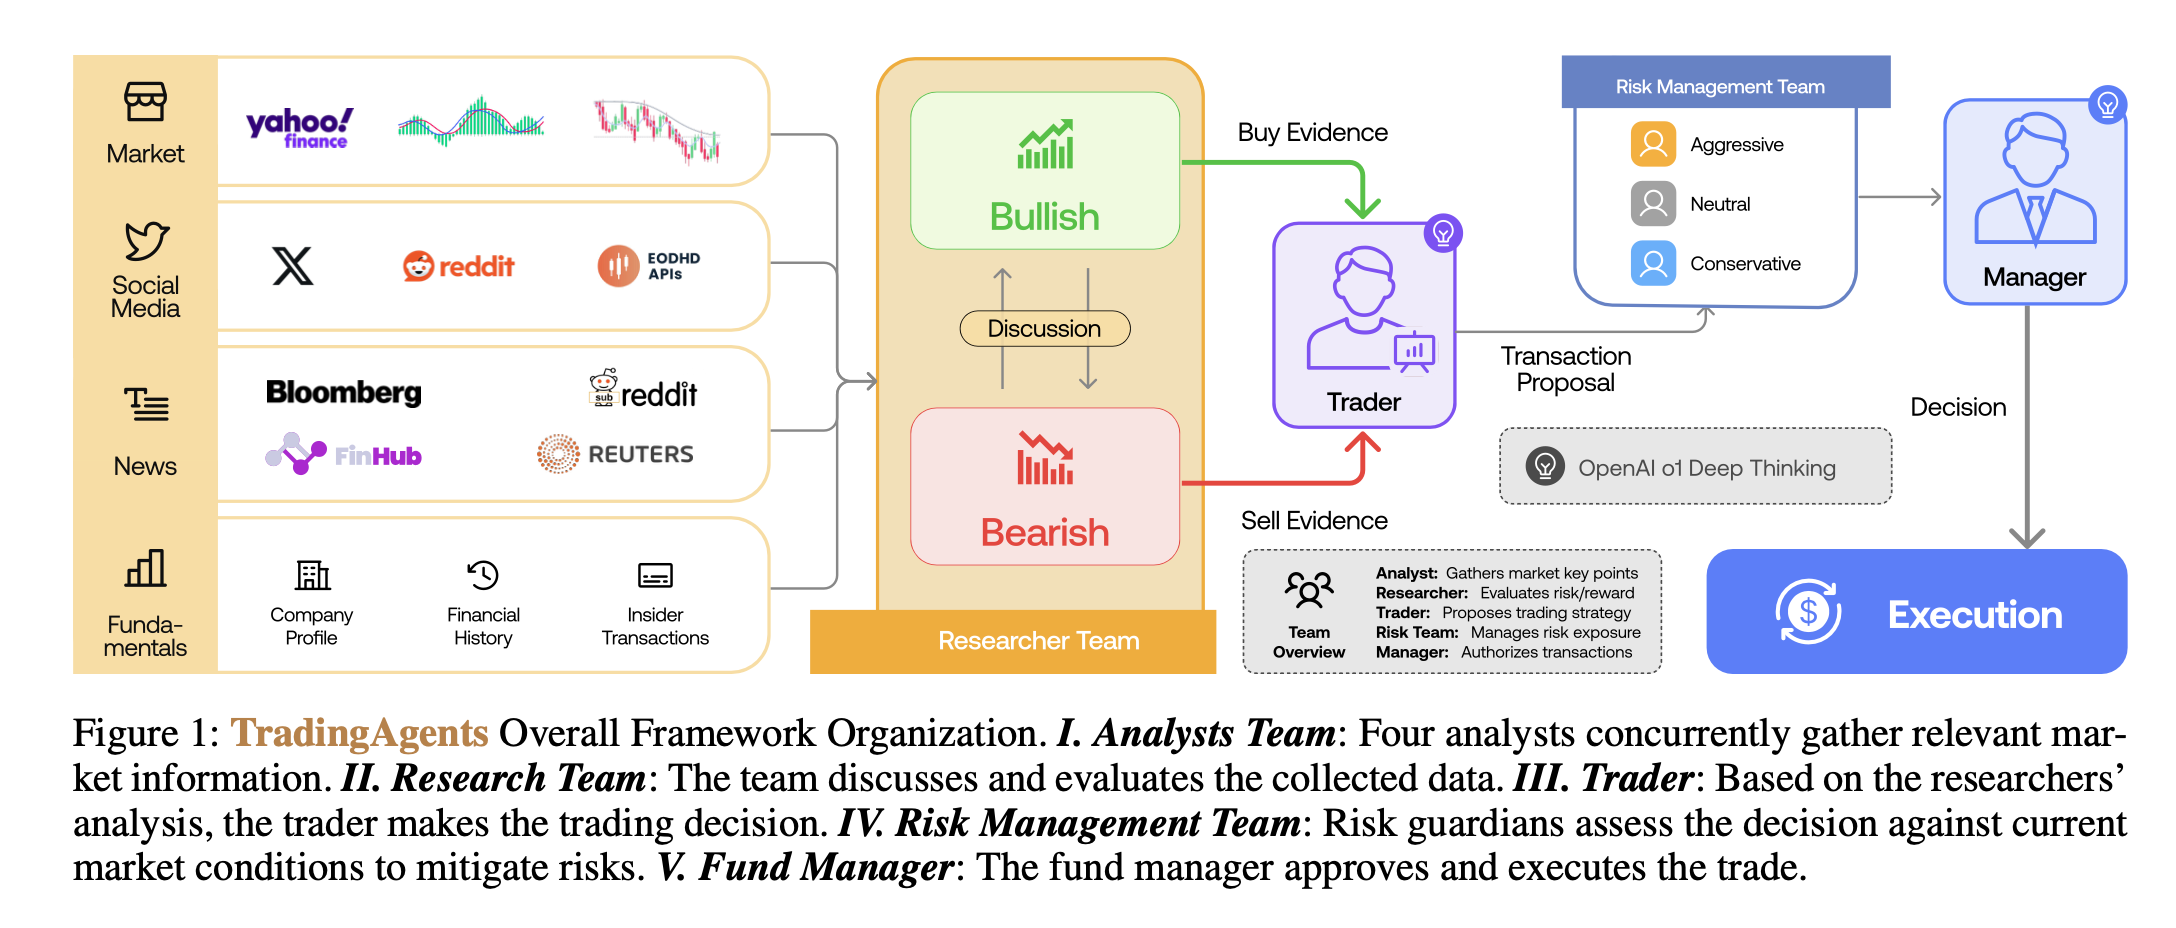 Market
yahoo!
finance
Social
Media
X
reddit
EODHD
APIs
News
Bloomberg
sub
reddit
FinHub
REUTERS
Funda-
mentals
Company
Profile
Financial
History
Insider
Transactions
Bullish
Discussion
Bearish
Researcher Team
Buy Evidence
Trader
Sell Evidence
Transaction
Proposal
Risk Management Team
Aggressive
Neutral
Conservative
Manager
Decision
OpenAI o1 Deep Thinking
Team
Overview
Analyst: Gathers market key points
Researcher: Evaluates risk/reward
Trader: Proposes trading strategy
Risk Team: Manages risk exposure
Manager: Authorizes transactions
$
Execution
Figure 1: TradingAgents Overall Framework Organization. I. Analysts Team: Four analysts concurrently gather relevant mar-
ket information. II. Research Team: The team discusses and evaluates the collected data. III. Trader: Based on the researchers’
analysis, the trader makes the trading decision. IV. Risk Management Team: Risk guardians assess the decision against current
market conditions to mitigate risks. V. Fund Manager: The fund manager approves and executes the trade.